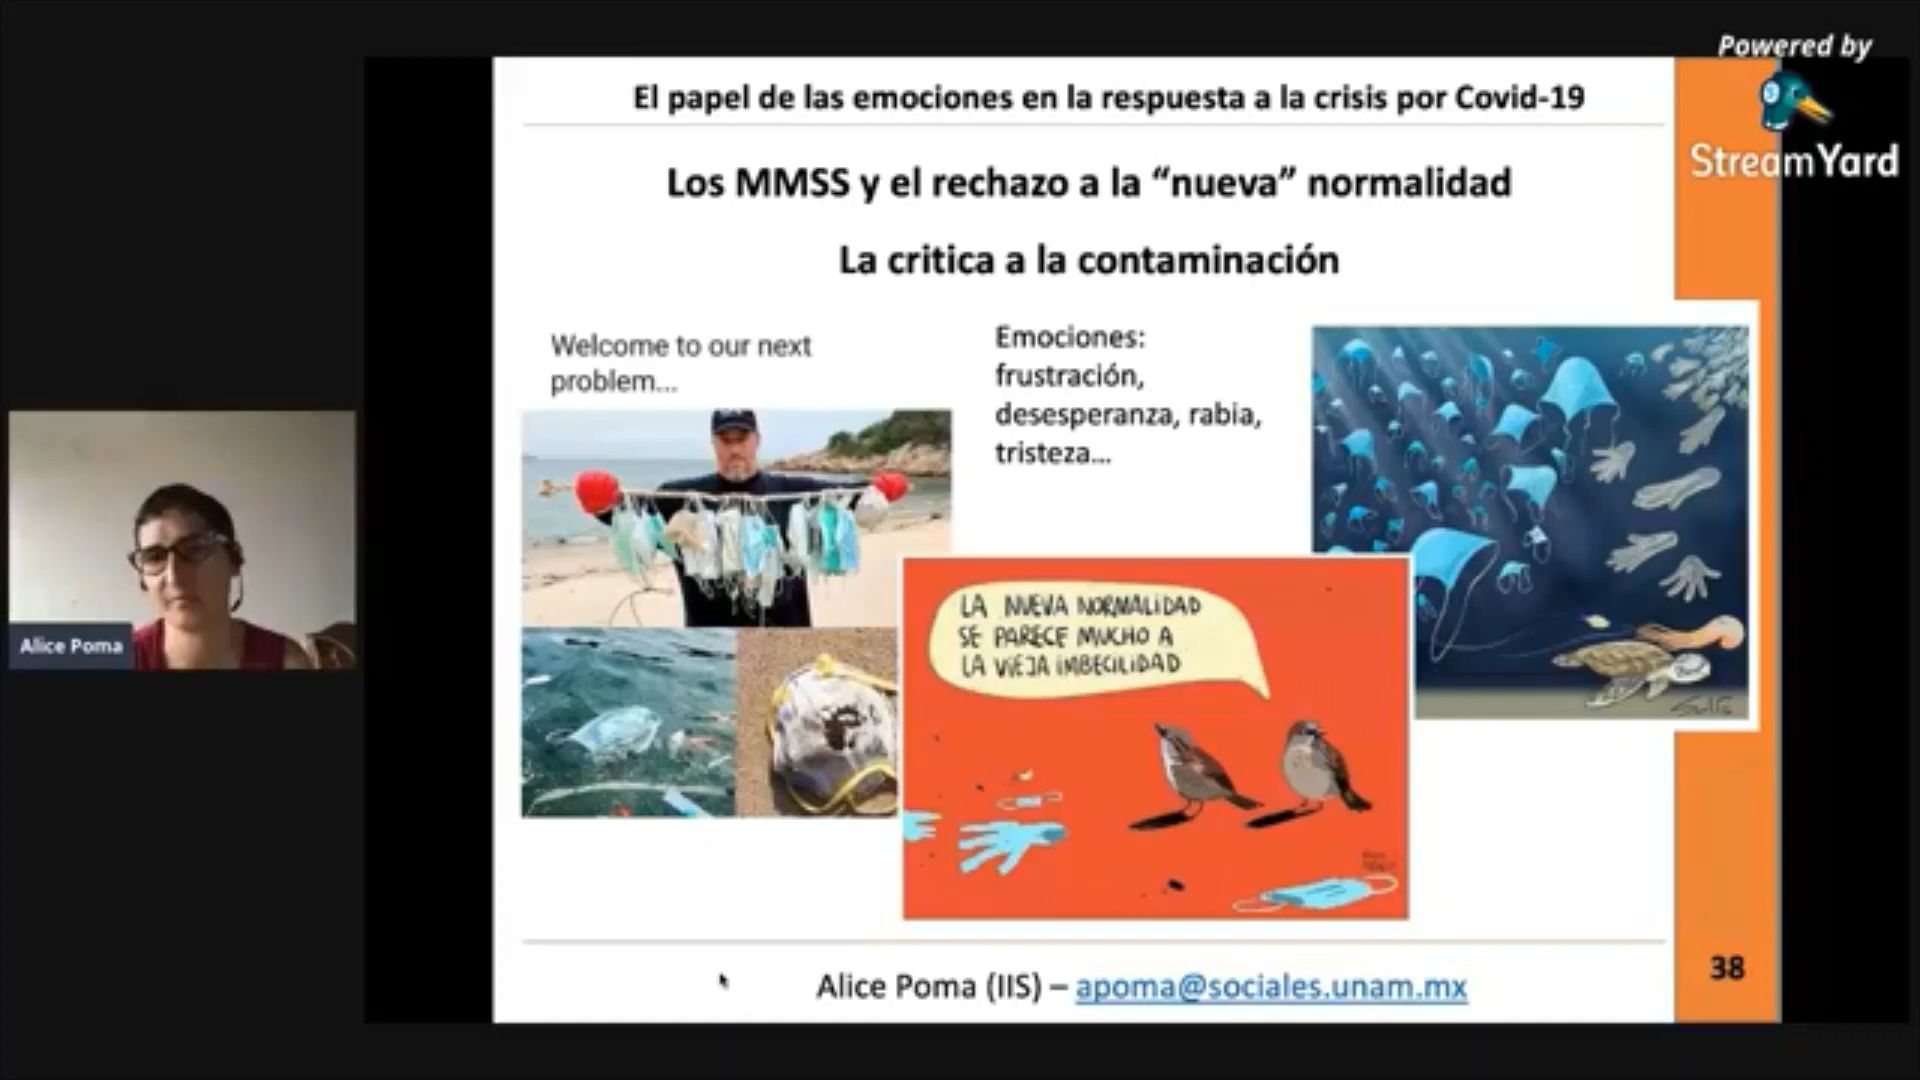 Powered by
StreamYard
El papel de las emociones en la respuesta a la crisis por Covid-19
Los MMSS y el rechazo a la “nueva” normalidad
La critica a la contaminación
Welcome to our next
problem...
Emociones:
frustración,
desesperanza, rabia,
tristeza...
LA NUEVA NORMALIDAD
SE PARECE MUCHO A
LA VIEJA IMBECILIDAD
Alice Poma
Alice Poma (IIS) – apoma@sociales.unam.mx
38